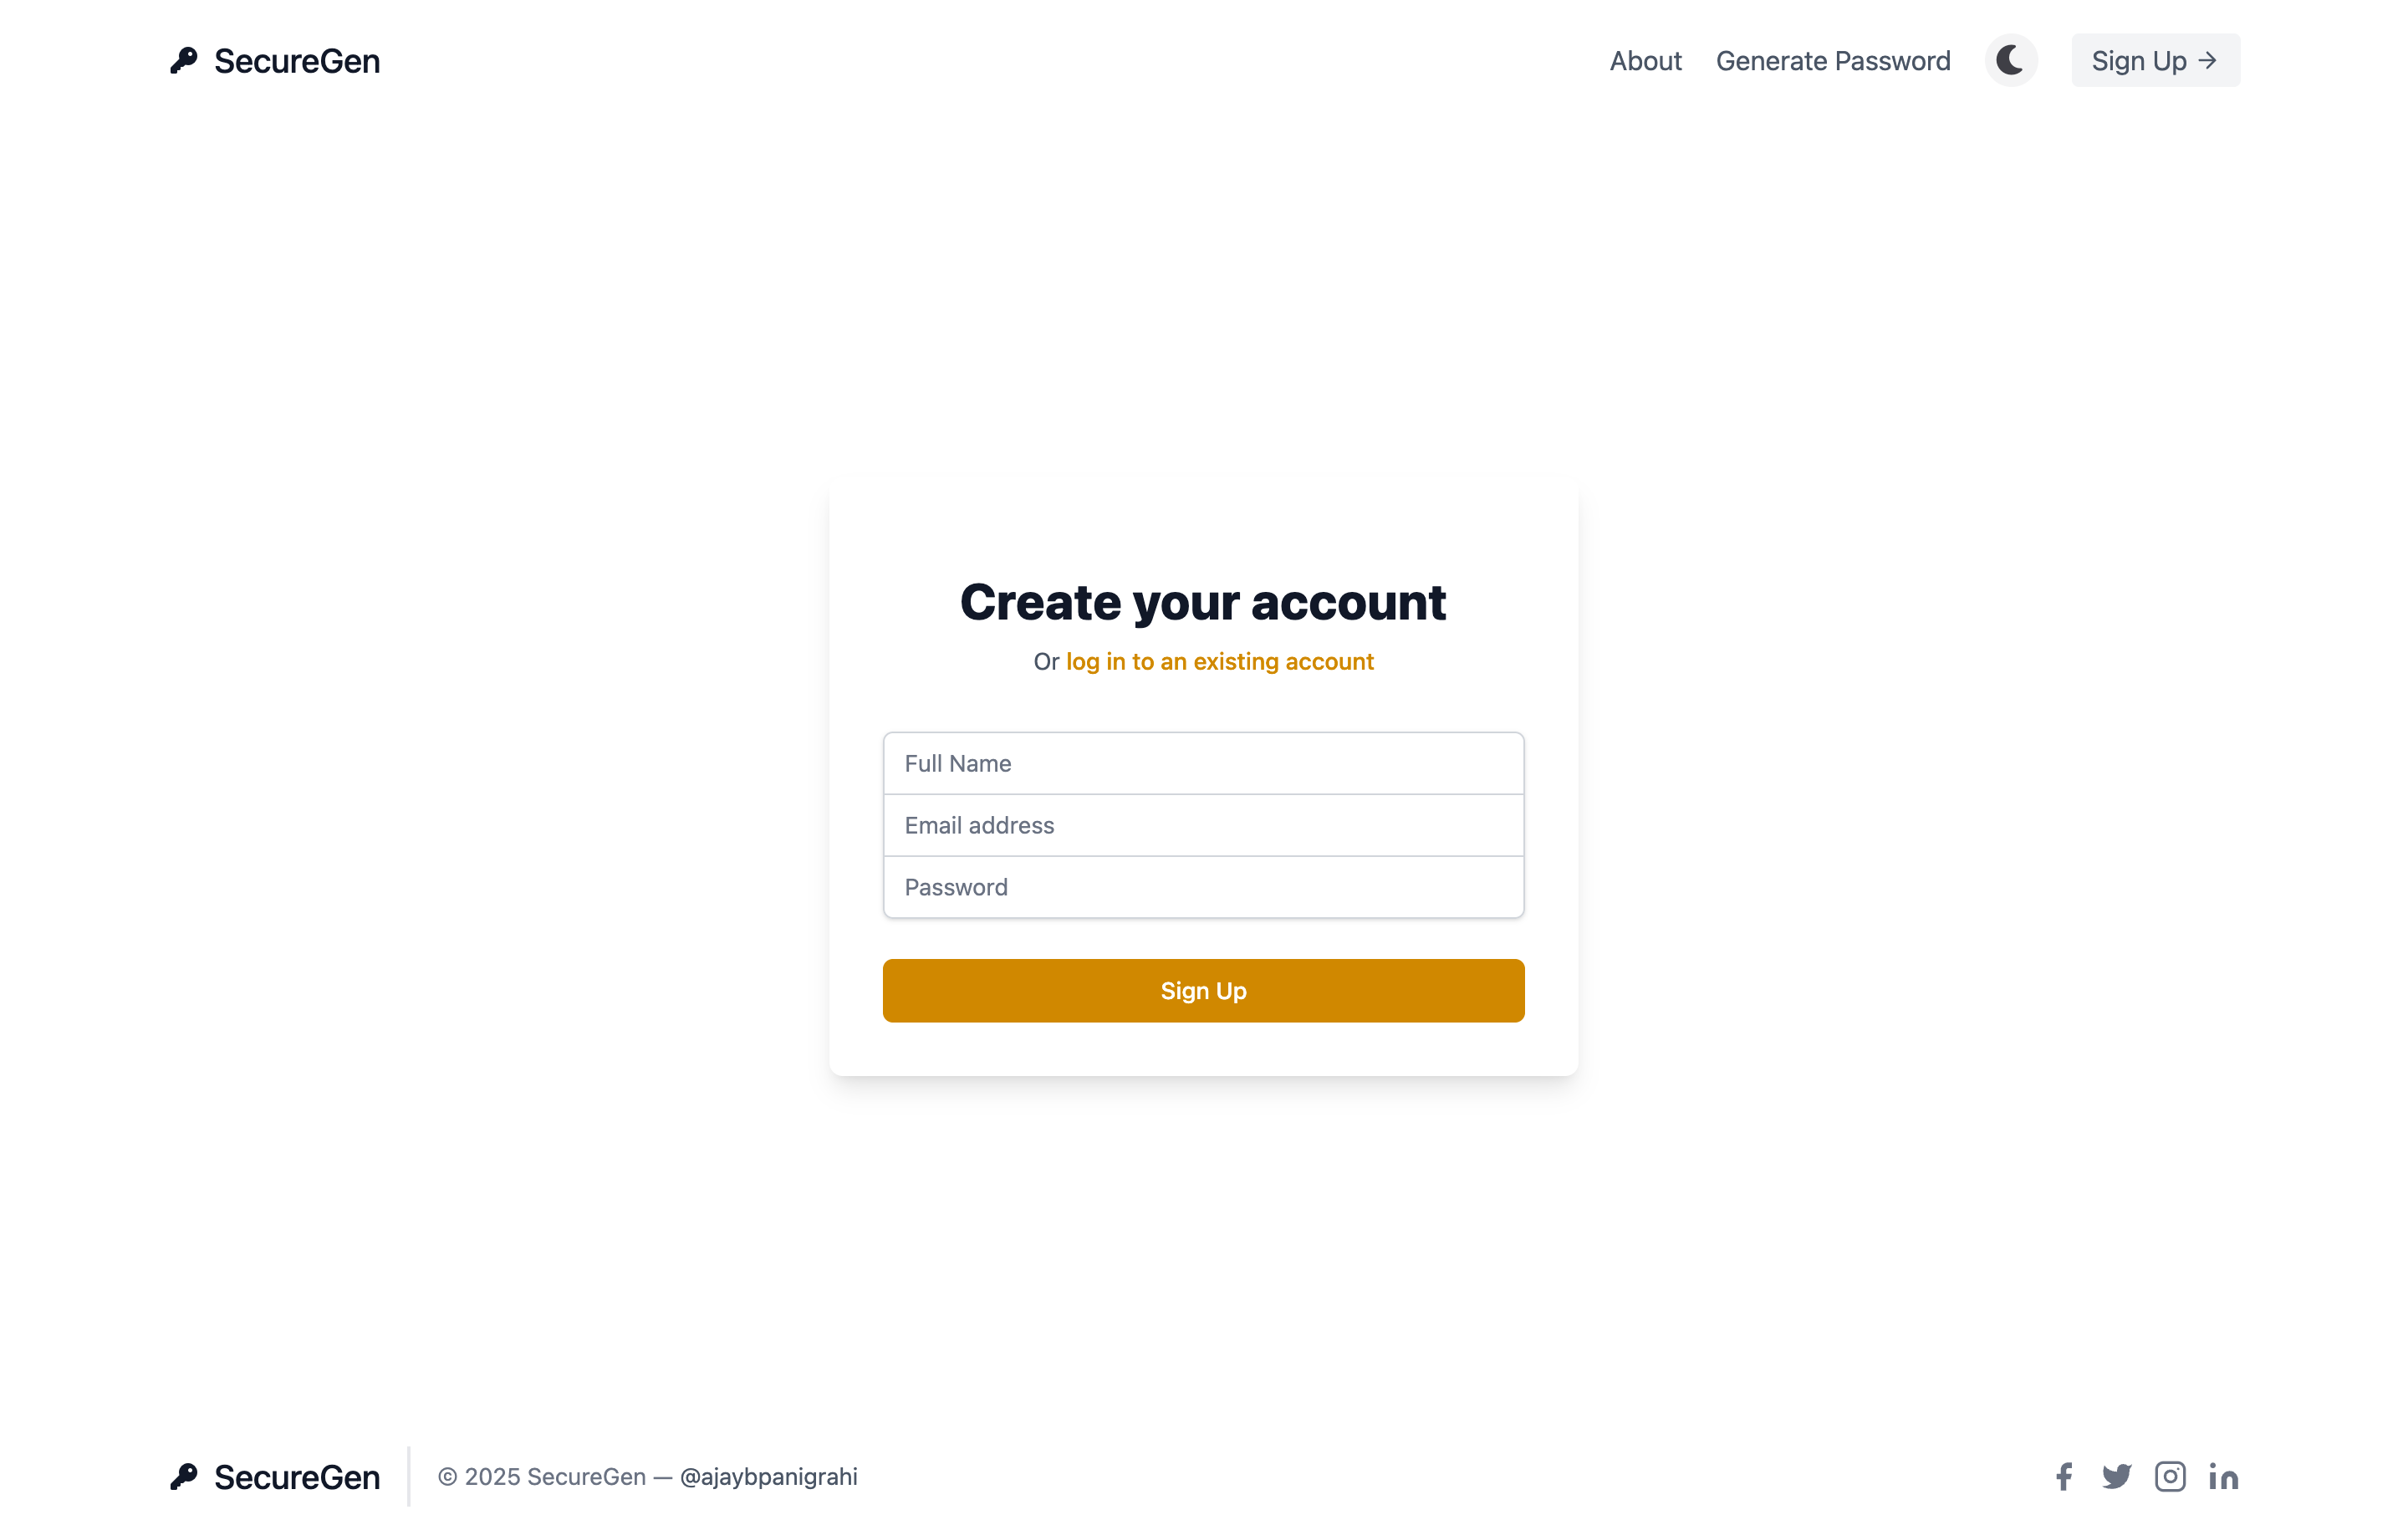 SecureGen
About Generate Password Sign Up →
Create your account
Or log in to an existing account
Full Name
Email address
Password
Sign Up
SecureGen
© 2025 SecureGen — @ajaybpanigrahi